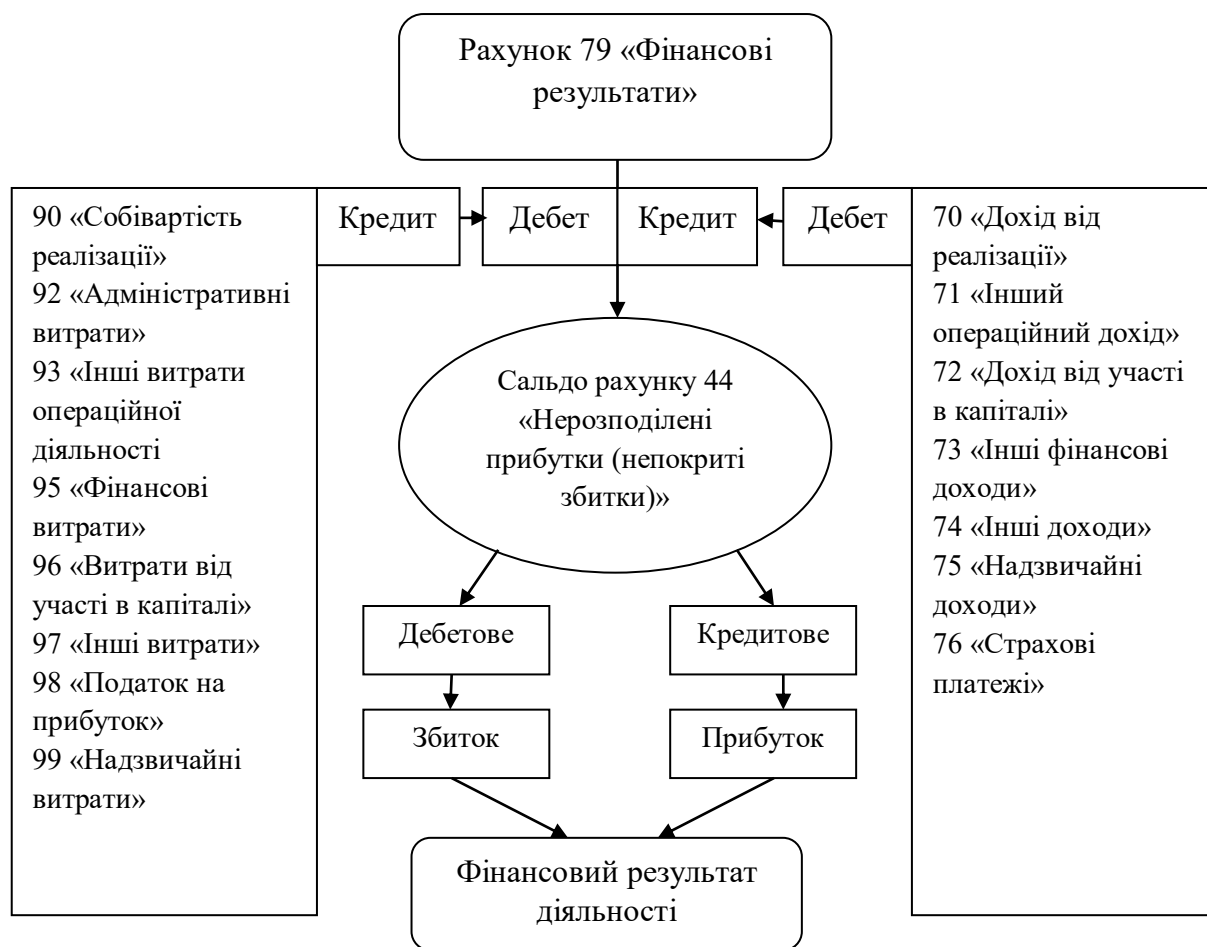 Рахунок 79 «Фінансові
результати»
90 «Собівартість
реалізації»
92 «Адміністративні
витрати»
93 «Інші витрати
операційної
діяльності
95 «Фінансові
витрати»
96 «Витрати від
участі в капіталі»
97 «Інші витрати»
98 «Податок на
прибуток»
99 «Надзвичайні
витрати»
Кредит
Дебет
Кредит
Дебет
70 «Дохід від
реалізації»
71 «Інший
операційний дохід»
72 «Дохід від участі
в капіталі»
73 «Інші фінансові
доходи»
74 «Інші доходи»
75 «Надзвичайні
доходи»
76 «Страхові
платежі»
Сальдо рахунку 44
«Нерозподілені
прибутки (непокриті
збитки)»
Дебетове
Кредитове
Збиток
Прибуток
Фінансовий результат
діяльності